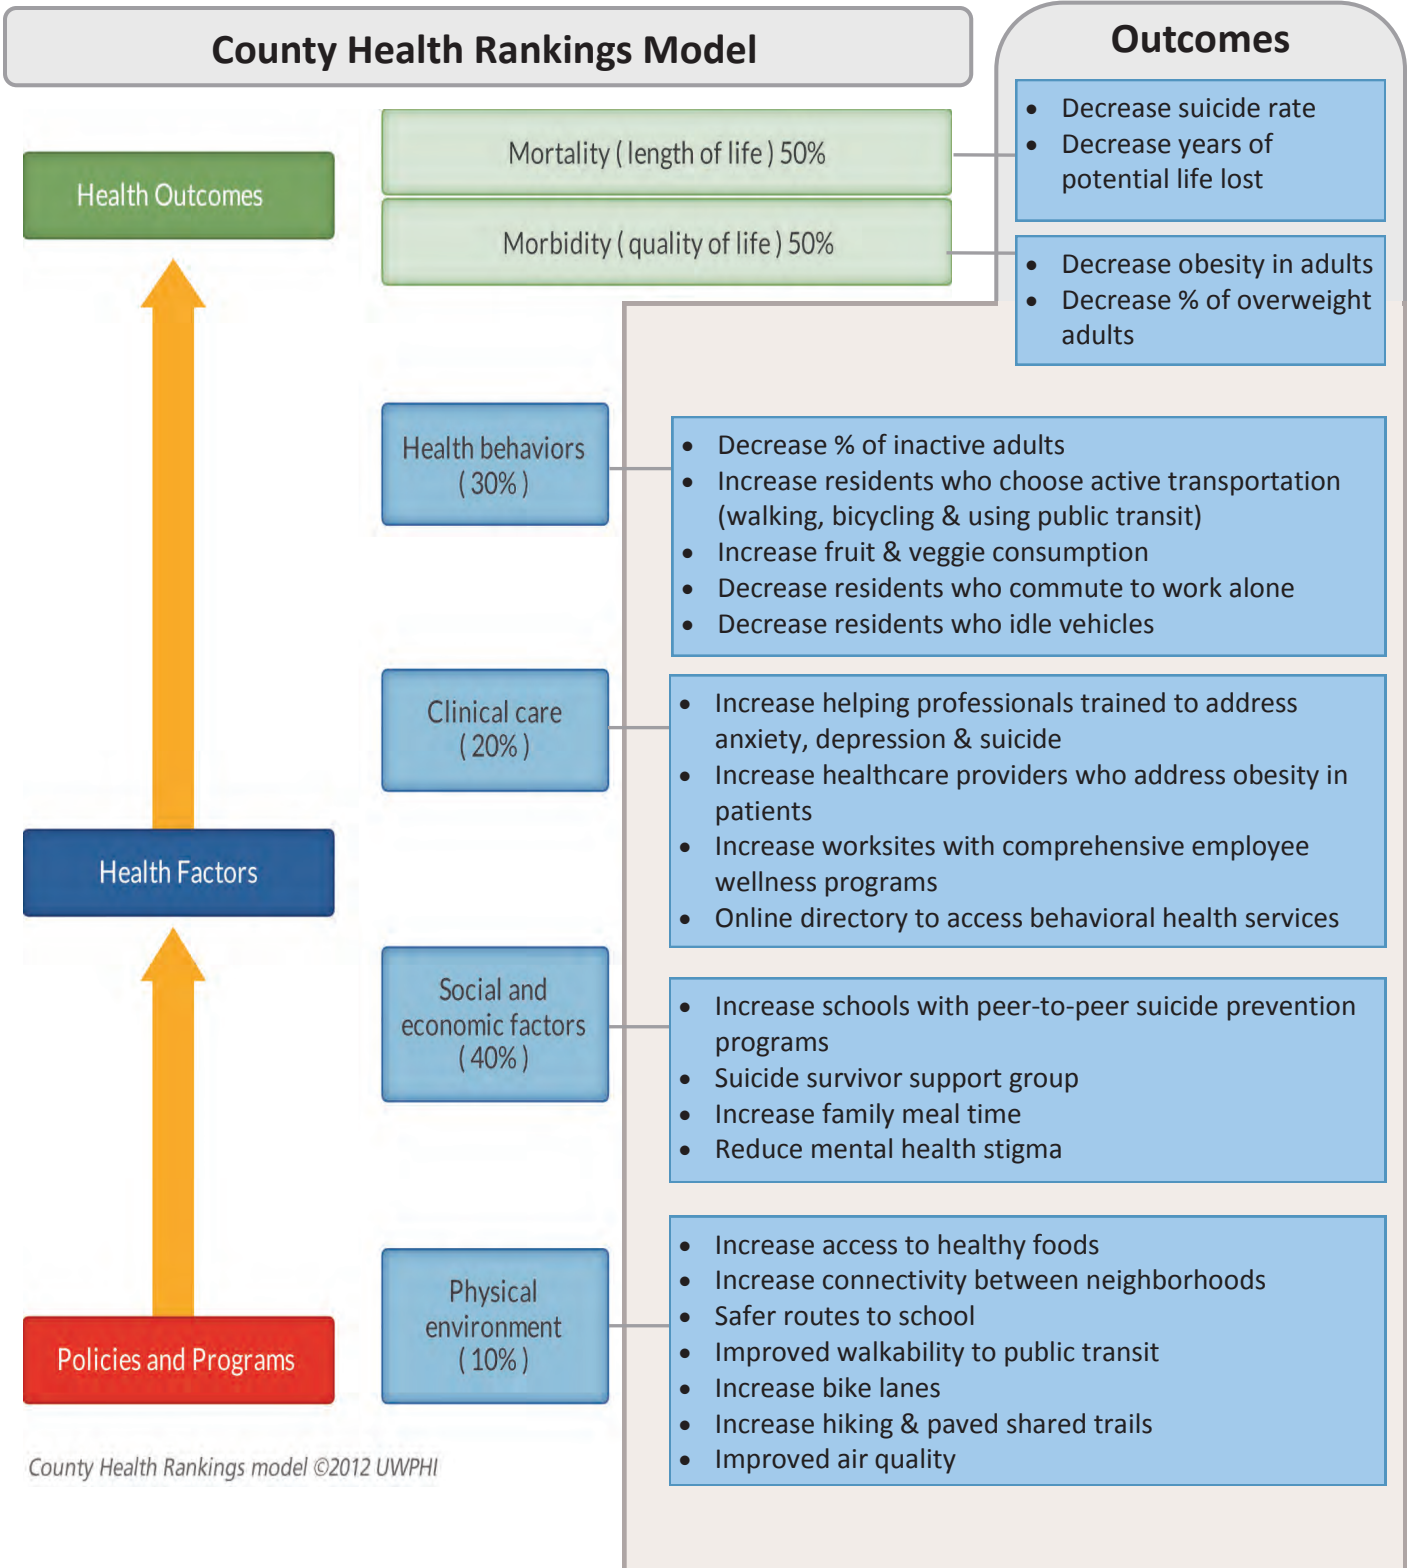 County Health Rankings Model
Outcomes
Health Outcomes
Mortality ( length of life ) 50%
• Decrease suicide rate
• Decrease years of
potential life lost
Morbidity ( quality of life ) 50%
• Decrease obesity in adults
• Decrease % of overweight
adults
Health behaviors
( 30% )
• Decrease % of inactive adults
• Increase residents who choose active transportation
(walking, bicycling & using public transit)
• Increase fruit & veggie consumption
• Decrease residents who commute to work alone
• Decrease residents who idle vehicles
Clinical care
( 20% )
• Increase helping professionals trained to address
anxiety, depression & suicide
• Increase healthcare providers who address obesity in
patients
• Increase worksites with comprehensive employee
wellness programs
• Online directory to access behavioral health services
Health Factors
Social and
economic factors
( 40% )
• Increase schools with peer-to-peer suicide prevention
programs
• Suicide survivor support group
• Increase family meal time
• Reduce mental health stigma
Physical
environment
( 10% )
• Increase access to healthy foods
• Increase connectivity between neighborhoods
• Safer routes to school
• Improved walkability to public transit
• Increase bike lanes
• Increase hiking & paved shared trails
• Improved air quality
Policies and Programs
County Health Rankings model ©2012 UWPHI